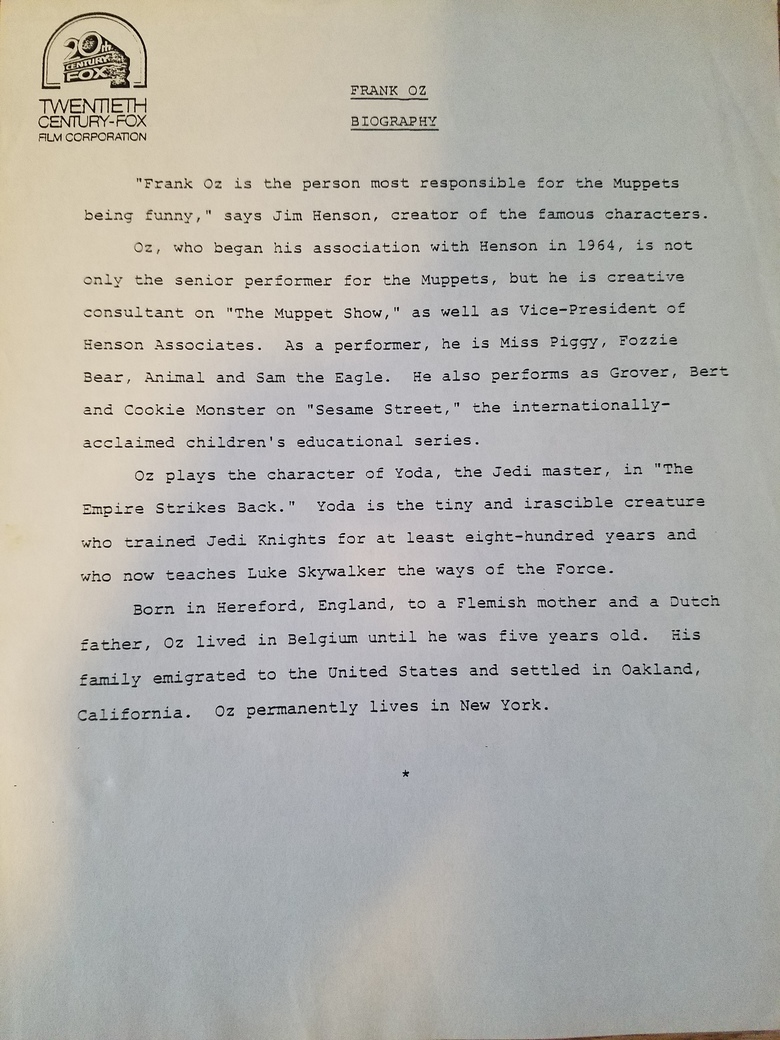 20th
CENTURY
FOX
TWENTIETH
CENTURY-FOX
FILM CORPORATION
FRANK OZ
BIOGRAPHY
"Frank Oz is the person most responsible for the Muppets
being funny," says Jim Henson, creator of the famous characters.
Oz, who began his association with Henson in 1964, is not
only the senior performer for the Muppets, but he is creative
consultant on "The Muppet Show," as well as Vice-President of
Henson Associates.  As a performer, he is Miss Piggy, Fozzie
Bear, Animal and Sam the Eagle.  He also performs as Grover, Bert
and Cookie Monster on "Sesame Street," the internationally-
acclaimed children's educational series.
Oz plays the character of Yoda, the Jedi master, in "The
Empire Strikes Back."  Yoda is the tiny and irascible creature
who trained Jedi Knights for at least eight-hundred years and
who now teaches Luke Skywalker the ways of the Force.
Born in Hereford, England, to a Flemish mother and a Dutch
father, Oz lived in Belgium until he was five years old.  His
family emigrated to the United States and settled in Oakland,
California.  Oz permanently lives in New York.
*